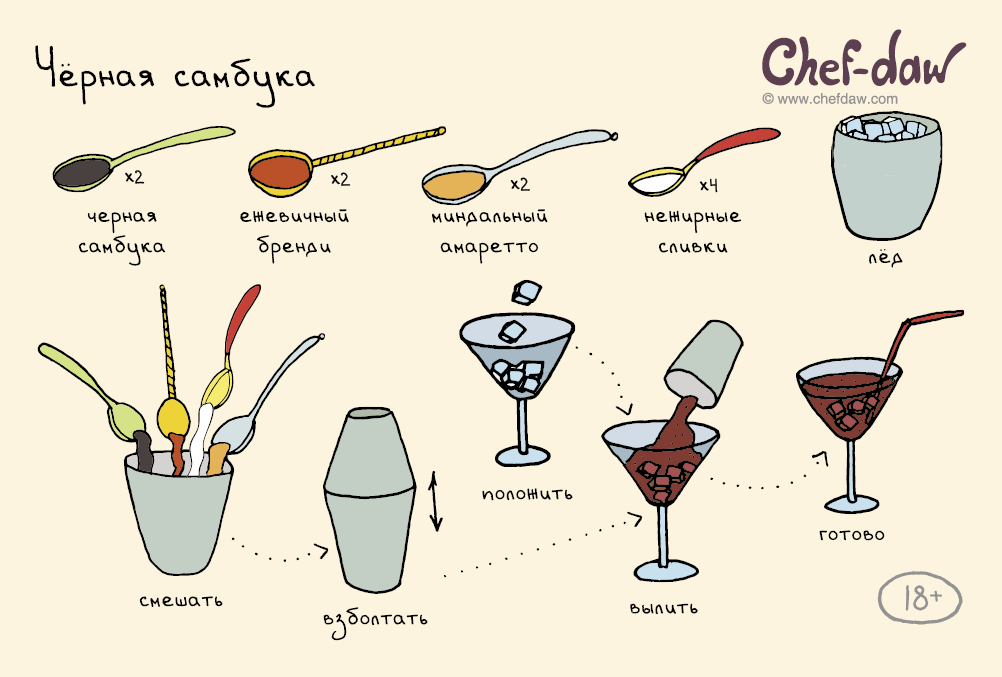 Чёрная самбука
Chef-daw
© www.chefdaw.com
x2
x2
x2
x4
черная
самбука
ежевичный
бренди
миндальный
амаретто
нежирные
сливки
лёд
смешать
взболтать
положить
вылить
готово
18+